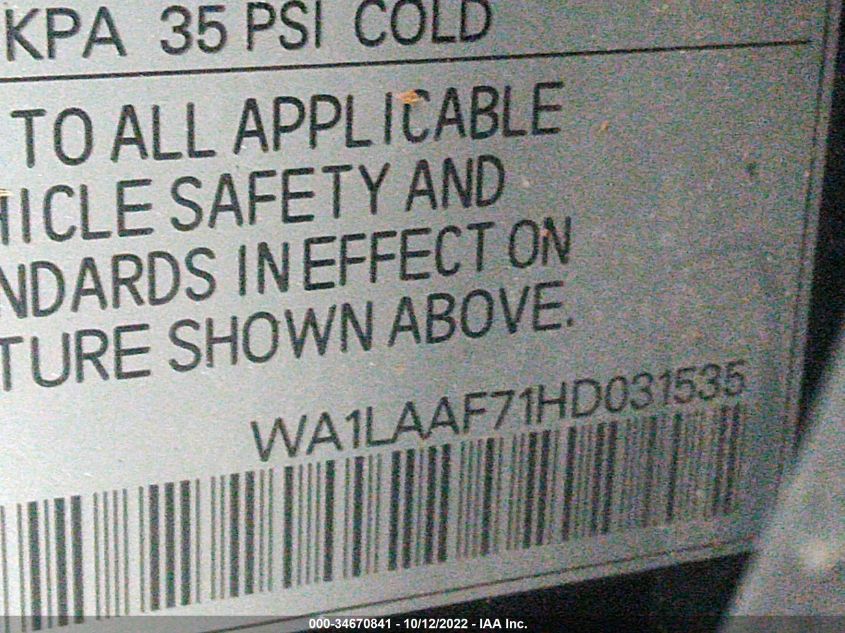 KPA 35 PSI COLD
TO ALL APPLICABLE
HICLE SAFETY AND
NDARDS IN EFFECT ON
TURE SHOWN ABOVE.
WA1LAAF71HD031535
000-34670841 - 10/12/2022 - IAA Inc.